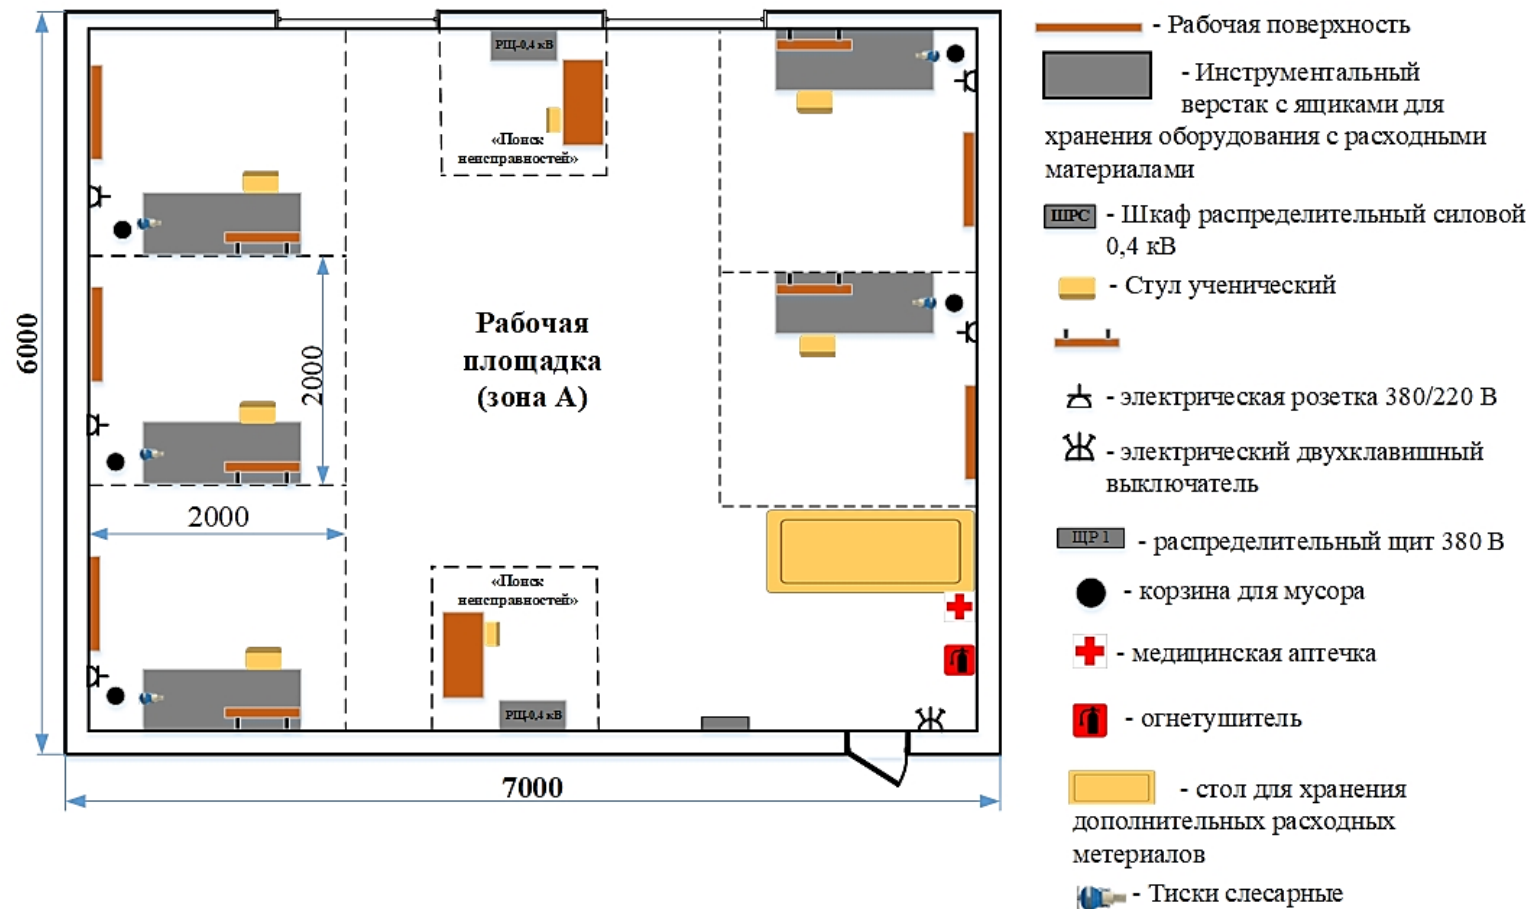 РЩ-0,4 кВ
«Поиск
неисправностей»
6000
2000
Рабочая
площадка
(зона А)
2000
«Поиск
неисправностей»
РЩ-0,4 кВ
7000
- Рабочая поверхность
- Инструментальный
верстак с ящиками для
хранения оборудования с расходными
материалами
ШРС - Шкаф распределительный силовой
0,4 кВ
- Стул ученический
- электрическая розетка 380/220 В
- электрический двухклавишный
выключатель
ЩР 1 - распределительный щит 380 В
- корзина для мусора
- медицинская аптечка
- огнетушитель
- стол для хранения
дополнительных расходных
метериалов
- Тиски слесарные